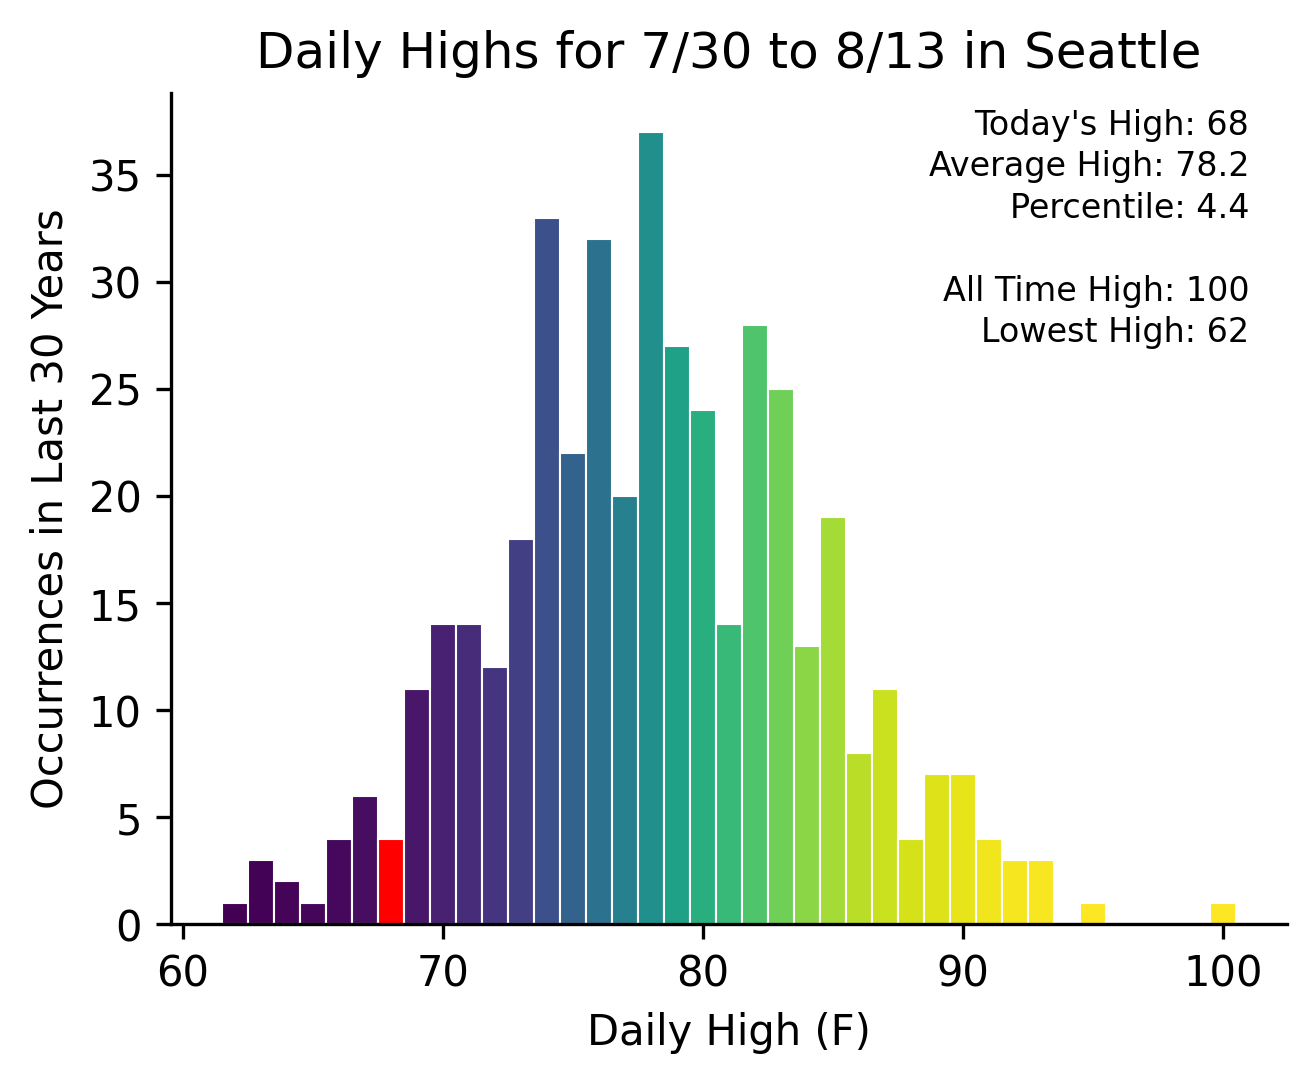 Daily Highs for 7/30 to 8/13 in Seattle
Today's High: 68
Average High: 78.2
Percentile: 4.4
All Time High: 100
Lowest High: 62
Occurrences in Last 30 Years
35
30
25
20
15
10
5
0
60 70 80 90 100
Daily High (F)